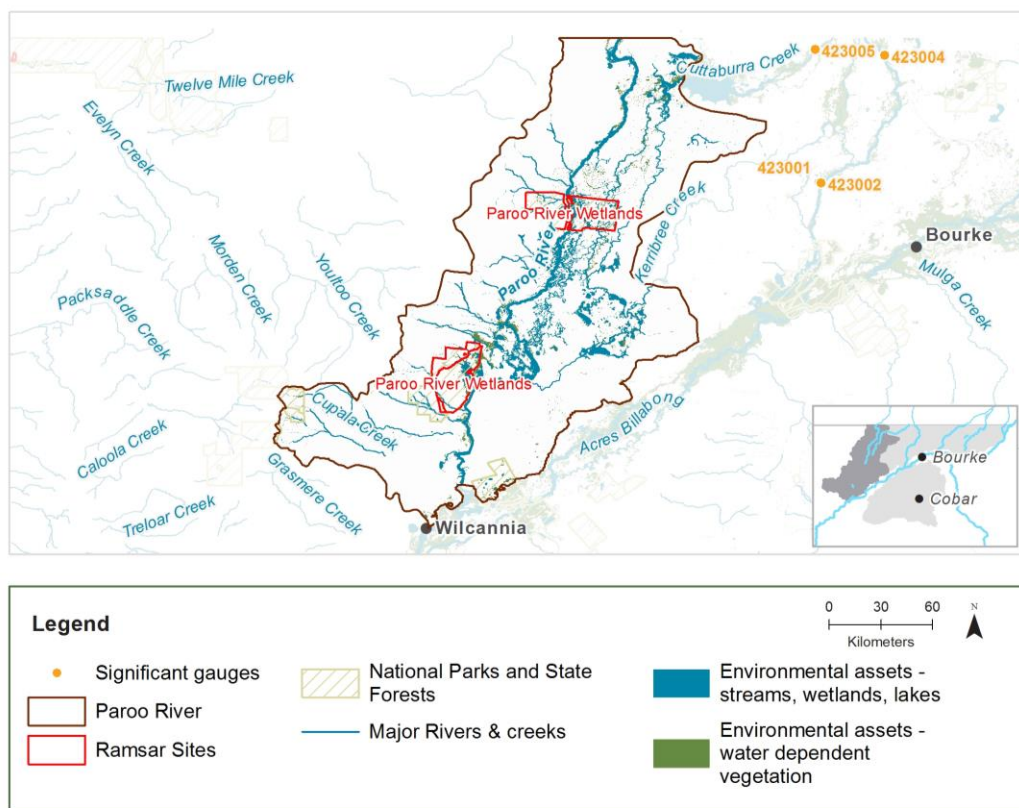 Cuttaburra Creek
423005
423004
Twelve Mile Creek
Evelyn Creek
423001
423002
Paroo River Wetlands
Kerribree Creek
Paroo River
Bourke
Mulga Creek
Morden Creek
Youltoo Creek
Packsaddle Creek
Paroo River Wetlands
Cupala Creek
Acres Billabong
Caloola Creek
Grasmere Creek
Treloar Creek
Wilcannia
Bourke
Cobar
Legend
0 30 60
Kilometers
N
Significant gauges
Paroo River
Ramsar Sites
National Parks and State
Forests
Major Rivers & creeks
Environmental assets -
streams, wetlands, lakes
Environmental assets -
water dependent
vegetation